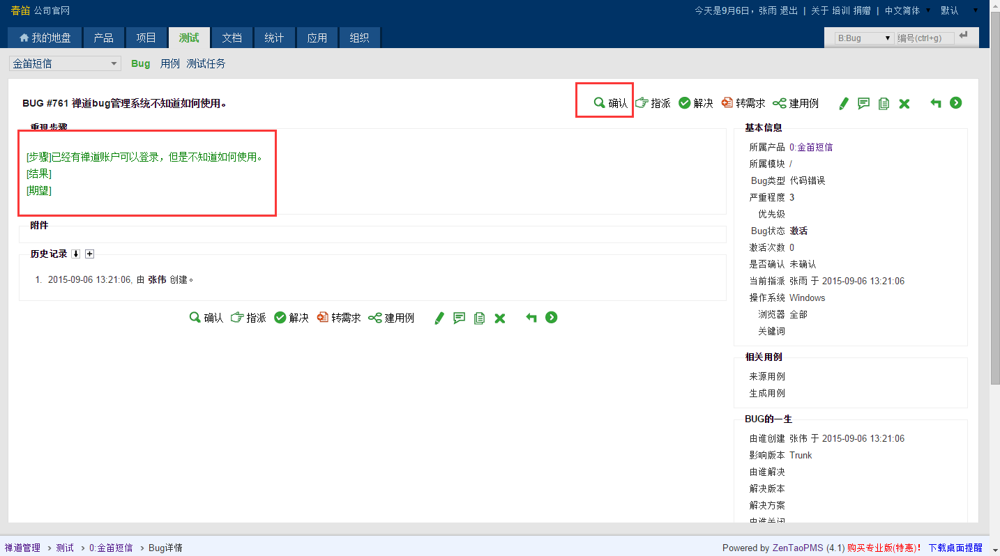 春笛 公司官网
今天是9月6日，张雨 退出 | 关于 培训 捐赠 | 中文简体 默认
我的地盘 产品 项目 测试 文档 统计 应用 组织
B:Bug 编号(ctrl+g)
金笛短信 Bug 用例 测试任务
BUG #761 禅道bug管理系统不知道如何使用。
确认 指派 解决 转需求 建用例
重现步骤
[步骤]已经有禅道账户可以登录，但是不知道如何使用。
[结果]
[期望]
附件
历史记录
1. 2015-09-06 13:21:06, 由 张伟 创建。
确认 指派 解决 转需求 建用例
基本信息
所属产品 0:金笛短信
所属模块 /
Bug类型 代码错误
严重程度 3
优先级
Bug状态 激活
激活次数 0
是否确认 未确认
当前指派 张雨 于 2015-09-06 13:21:06
操作系统 Windows
浏览器 全部
关键词
相关用例
来源用例
生成用例
BUG的一生
由谁创建 张伟 于 2015-09-06 13:21:06
影响版本 Trunk
由谁解决
解决版本
解决方案
由谁关闭
禅道管理 › 测试 › 0:金笛短信 › Bug详情
Powered by ZenTaoPMS (4.1) 购买专业版(特惠)！ 下载桌面提醒